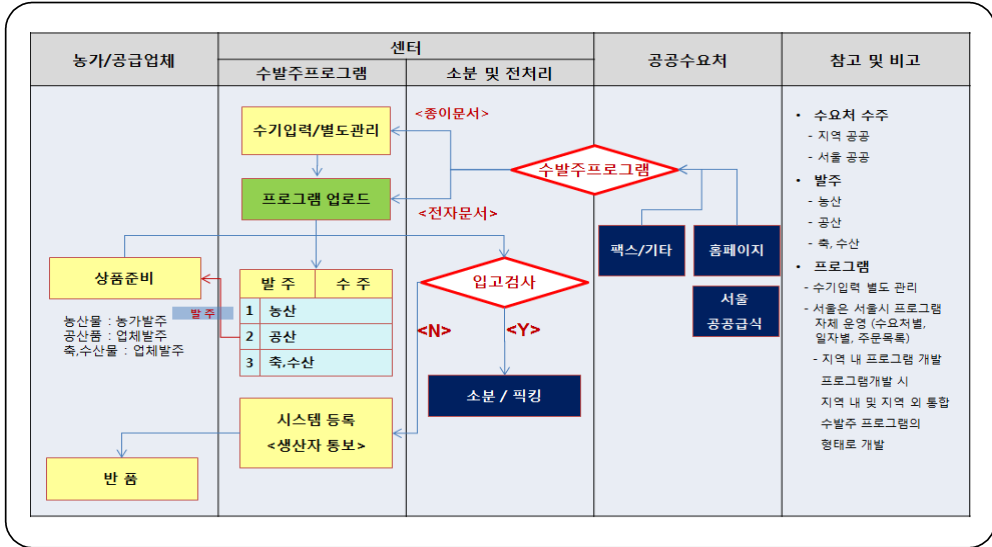 농가/공급업체
센터
수발주프로그램
소분 및 전처리
공공수요처
참고 및 비고
<종이문서>
수기입력/별도관리
수발주프로그램
프로그램 업로드
<전자문서>
팩스/기타
홈페이지
서울
공공급식
상품준비
농산물 : 농가발주
공산품 : 업체발주
축,수산물 : 업체발주
발 주
발 주 수 주
1 농산
2 공산
3 축,수산
입고검사
<N>
<Y>
소분 / 픽킹
시스템 등록
<생산자 통보>
반 품
• 수요처 수주
- 지역 공공
- 서울 공공
• 발주
- 농산
- 공산
- 축, 수산
• 프로그램
- 수기입력 별도 관리
- 서울은 서울시 프로그램
자체 운영 (수요처별,
일자별, 주문목록)
- 지역 내 프로그램 개발
프로그램개발 시
지역 내 및 지역 외 통합
수발주 프로그램의
형태로 개발